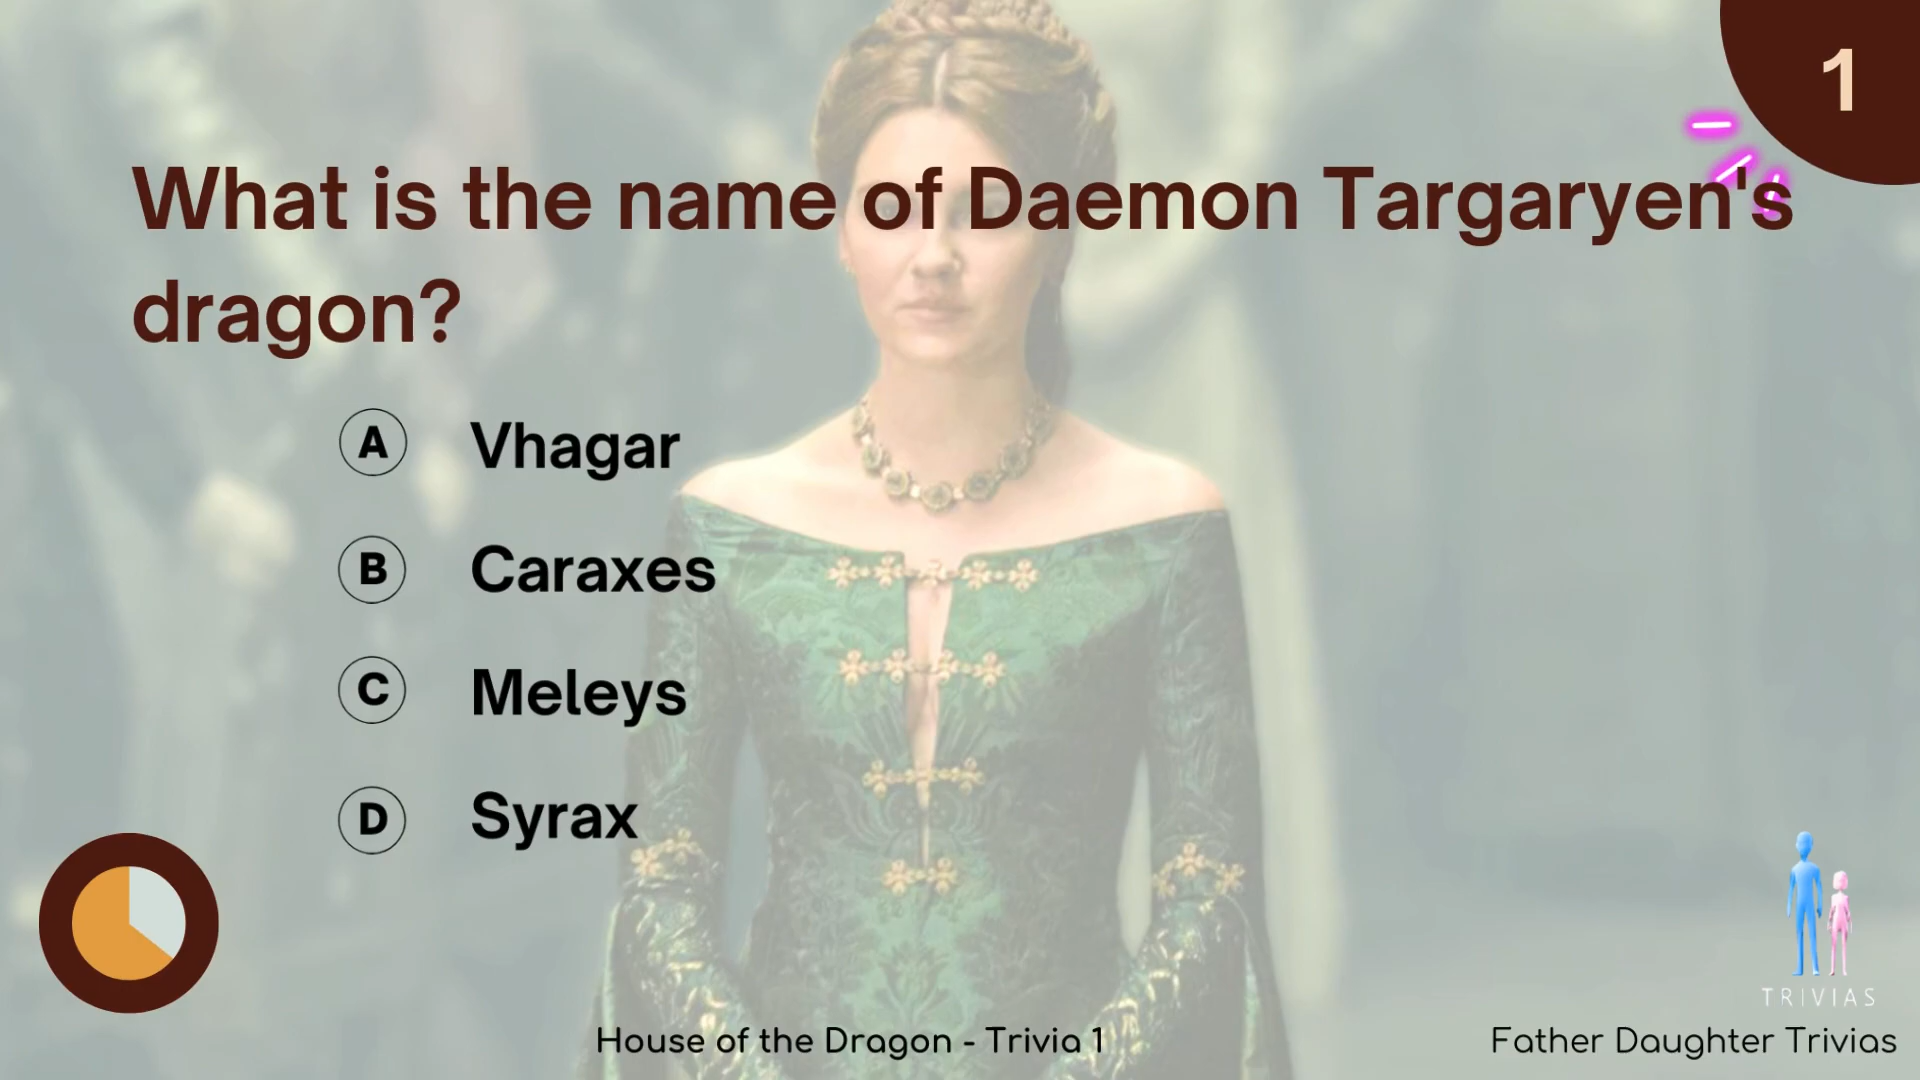 1
What is the name of Daemon Targaryen's
dragon?
A Vhagar
B Caraxes
C Meleys
D Syrax
TRIVIAS
House of the Dragon - Trivia 1
Father Daughter Trivias